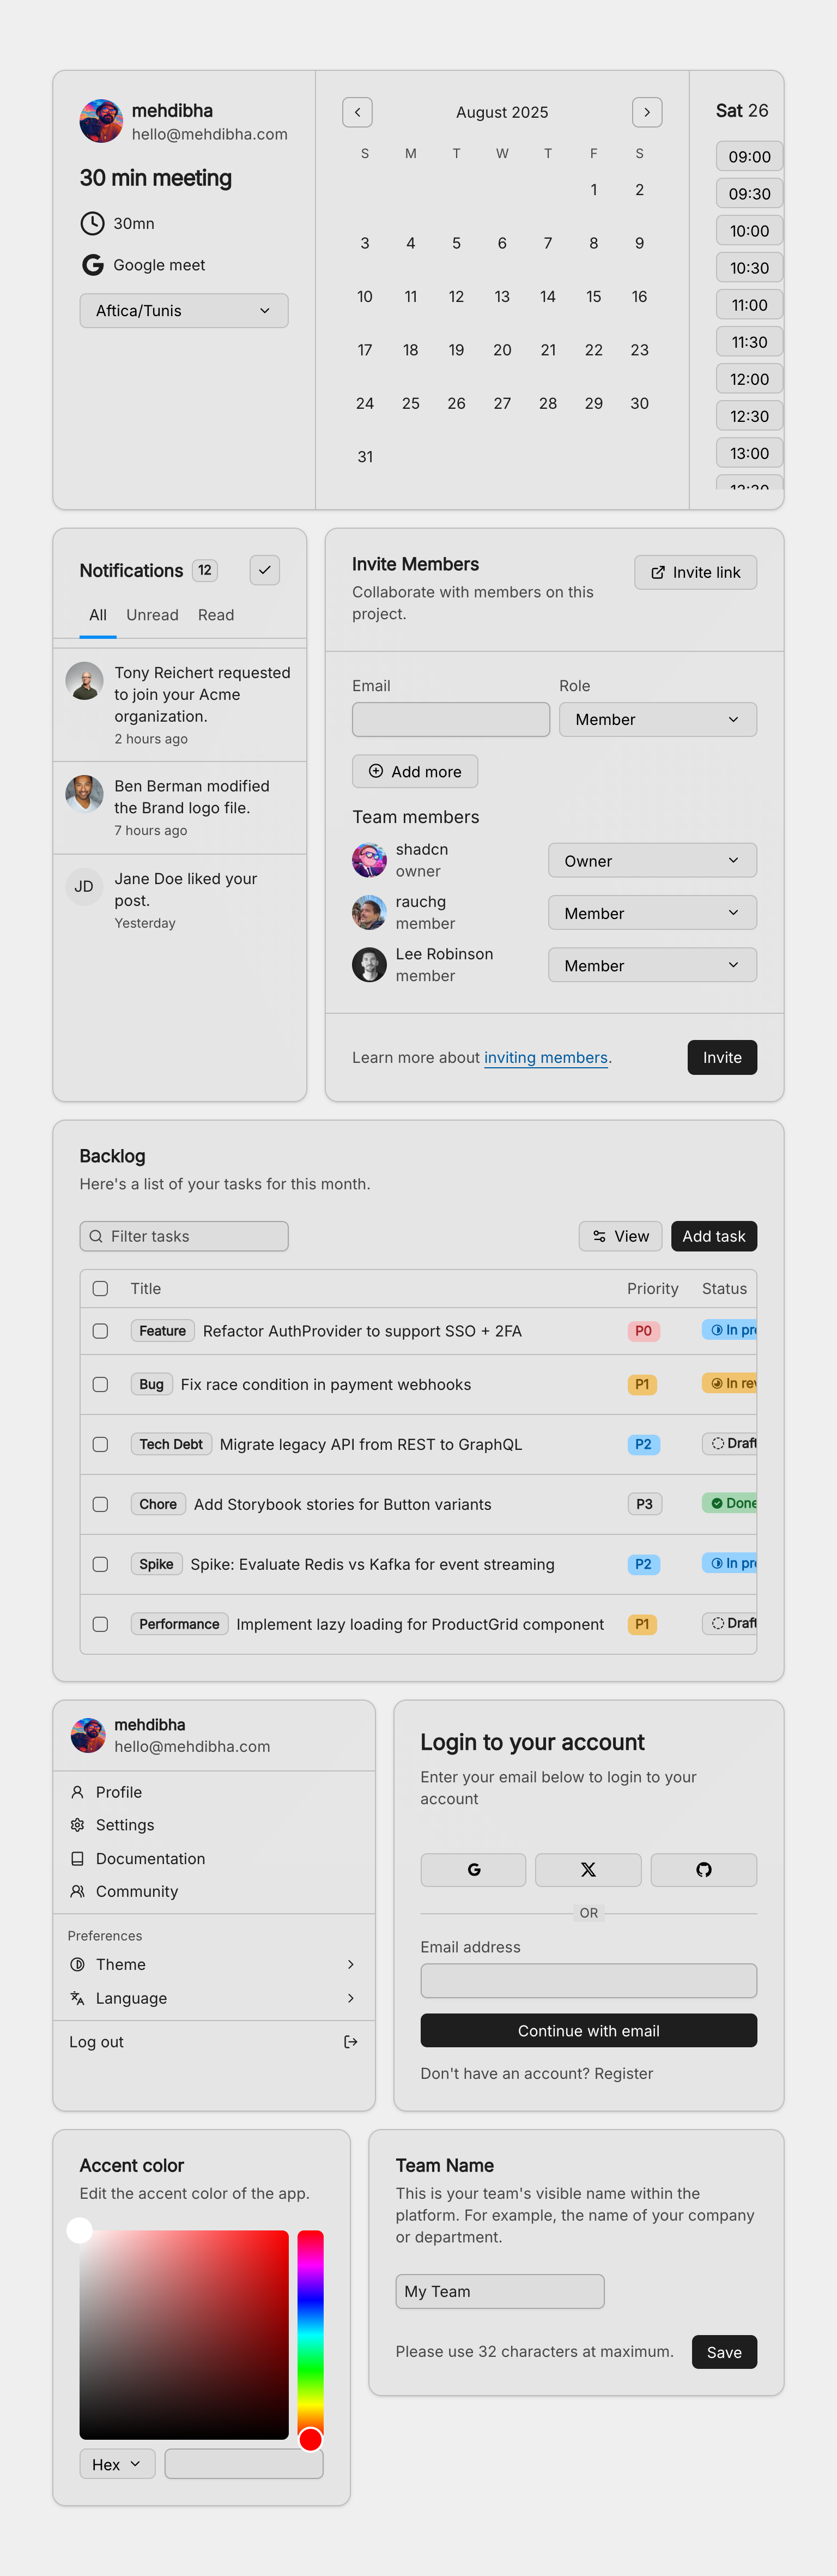 mehdibha
hello@mehdibha.com
30 min meeting
30mn
Google meet
Aftica/Tunis
August 2025
S M T W T F S
1 2
3 4 5 6 7 8 9
10 11 12 13 14 15 16
17 18 19 20 21 22 23
24 25 26 27 28 29 30
31
Sat 26
09:00
09:30
10:00
10:30
11:00
11:30
12:00
12:30
13:00
13:30
Notifications 12
All Unread Read
Tony Reichert requested
to join your Acme
organization.
2 hours ago
Ben Berman modified
the Brand logo file.
7 hours ago
JD
Jane Doe liked your
post.
Yesterday
Invite Members
Collaborate with members on this
project.
Invite link
Email Role
Member
Add more
Team members
shadcn
owner
Owner
rauchg
member
Member
Lee Robinson
member
Member
Learn more about inviting members.
Invite
Backlog
Here's a list of your tasks for this month.
Filter tasks
View
Add task
Title Priority Status
Feature Refactor AuthProvider to support SSO + 2FA P0 In pr
Bug Fix race condition in payment webhooks P1 In rev
Tech Debt Migrate legacy API from REST to GraphQL P2 Draft
Chore Add Storybook stories for Button variants P3 Done
Spike Spike: Evaluate Redis vs Kafka for event streaming P2 In pr
Performance Implement lazy loading for ProductGrid component P1 Draft
mehdibha
hello@mehdibha.com
Profile
Settings
Documentation
Community
Preferences
Theme
Language
Log out
Login to your account
Enter your email below to login to your
account
OR
Email address
Continue with email
Don't have an account? Register
Accent color
Edit the accent color of the app.
Hex
Team Name
This is your team's visible name within the
platform. For example, the name of your company
or department.
My Team
Please use 32 characters at maximum.
Save